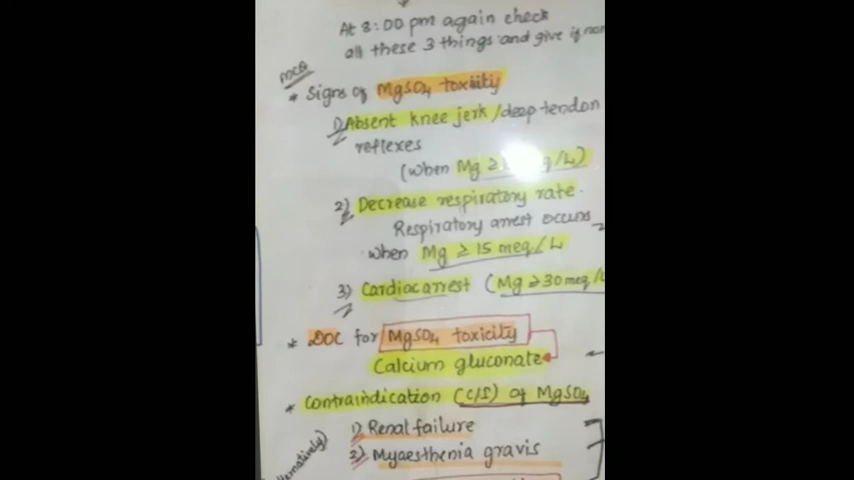 At 8:00 pm again check
all these 3 things and give if
MCQ
* Signs of MgSO4 toxicity
1) Absent knee jerk / deep tendon
reflexes
(when Mg ≥ q/L)
2) Decrease respiratory rate.
Respiratory arrest occurs
when Mg ≥ 15 meq/L
3) Cardiac arrest (Mg ≥ 30 meq/L
* DOC for MgSO4 toxicity
Calcium gluconate
* Contraindication (C/I) of MgSO4
1) Renal failure
2) Myaesthenia gravis